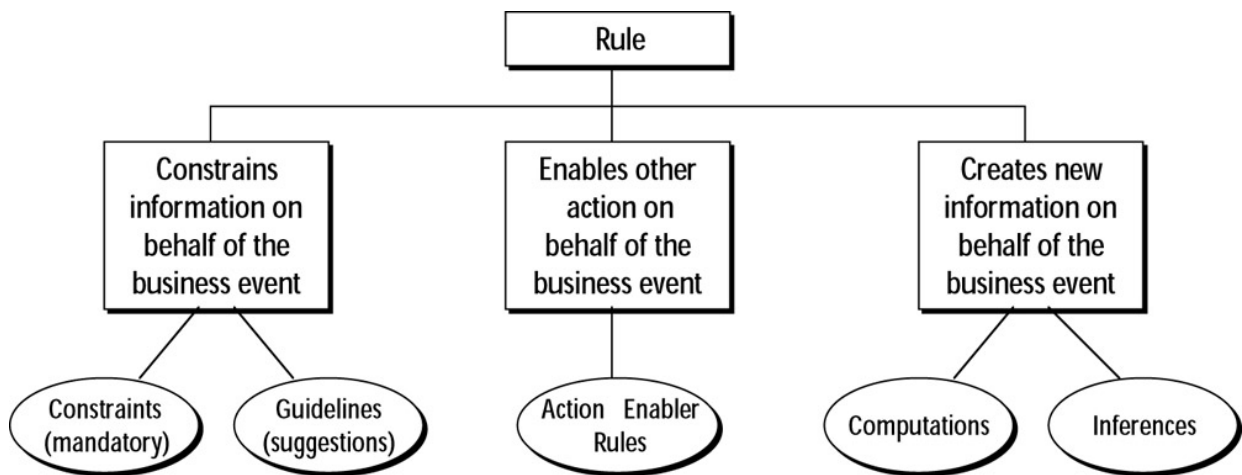 Rule
Constrains
information on
behalf of the
business event
Enables other
action on
behalf of the
business event
Creates new
information on
behalf of the
business event
Constraints
(mandatory)
Guidelines
(suggestions)
Action Enabler
Rules
Computations
Inferences